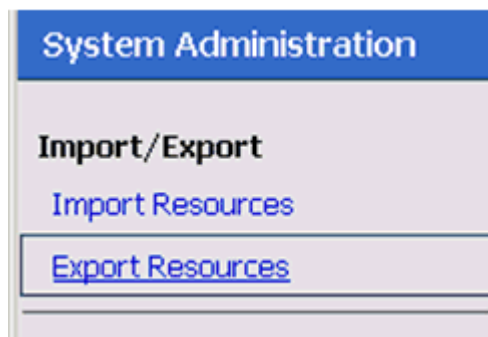 System Administration
Import/Export
Import Resources
Export Resources